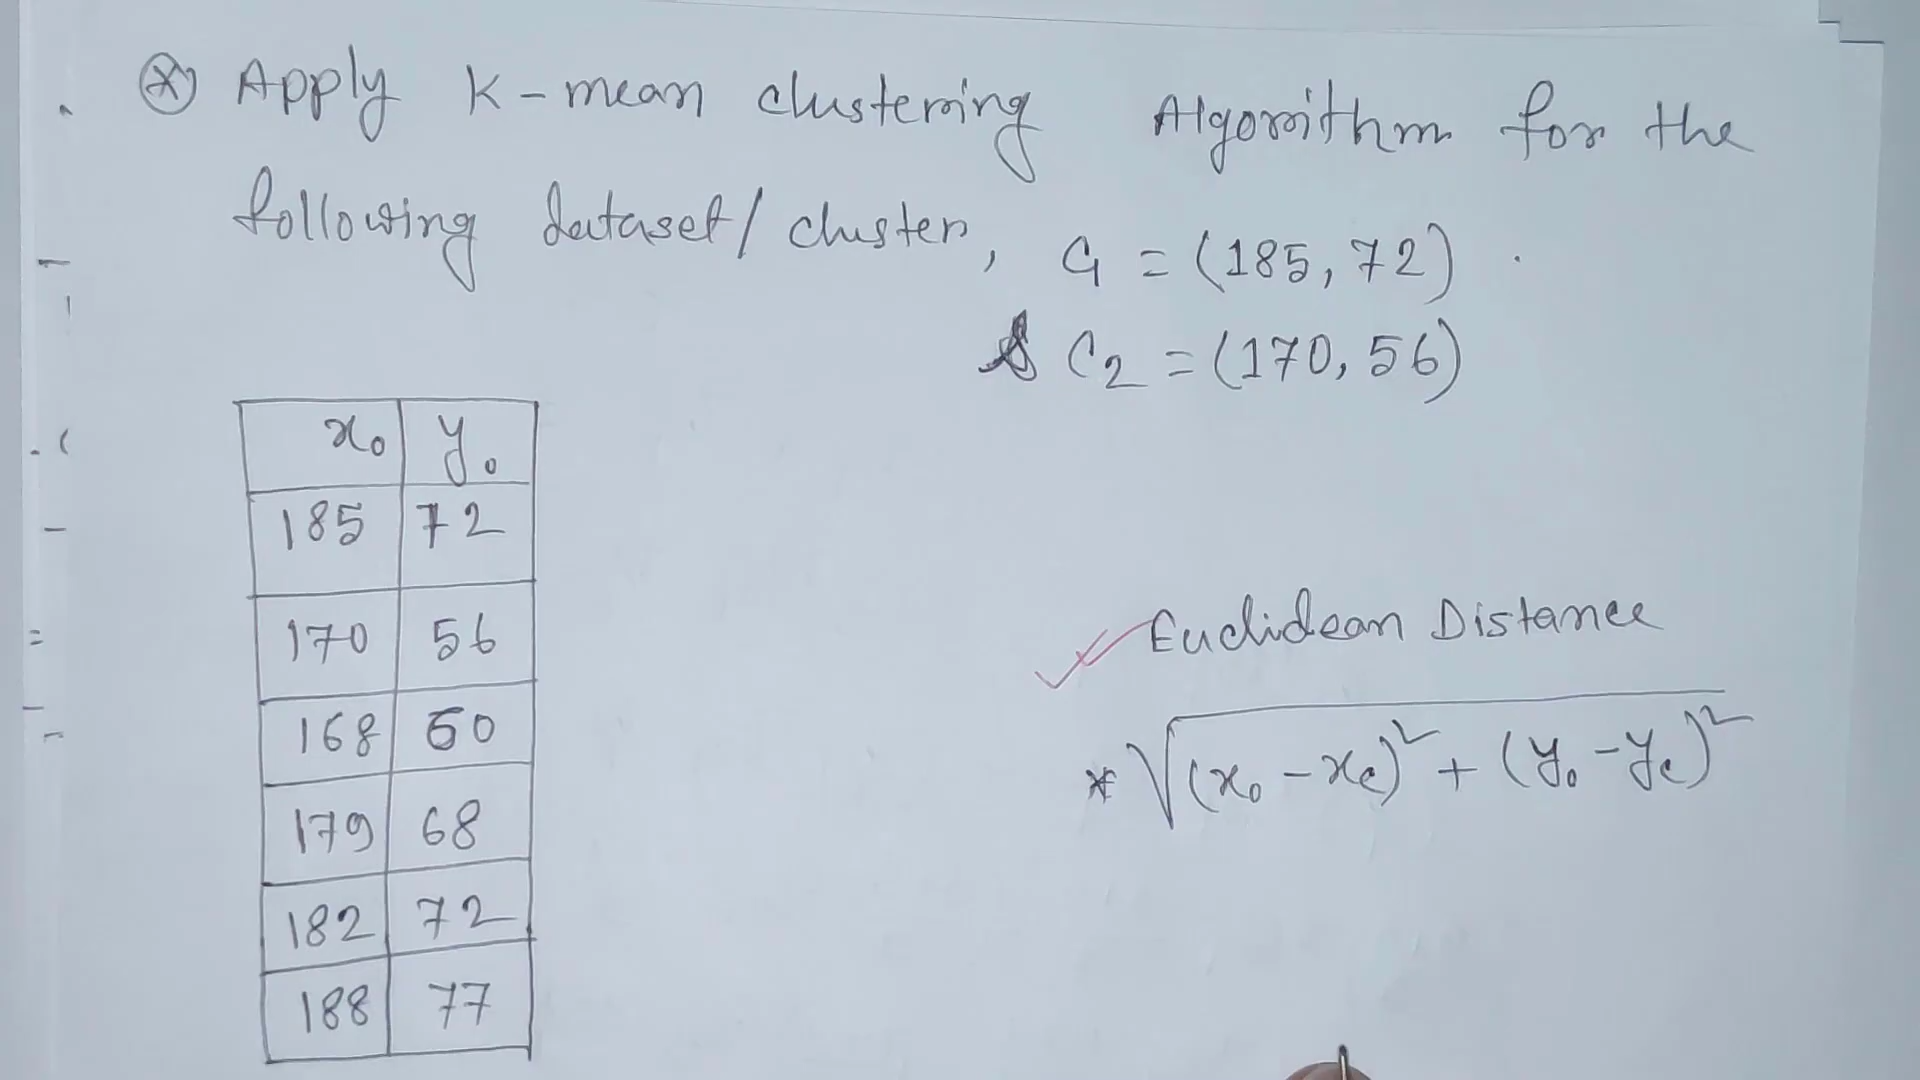 Apply K-mean clustering Algorithm for the
following dataset/cluster, C1 = (185, 72)
& C2 = (170, 56)
x0 y0
185 72
170 56
168 60
179 68
182 72
188 77
Euclidean Distance
* √(x0 - xc)² + (y0 - yc)²